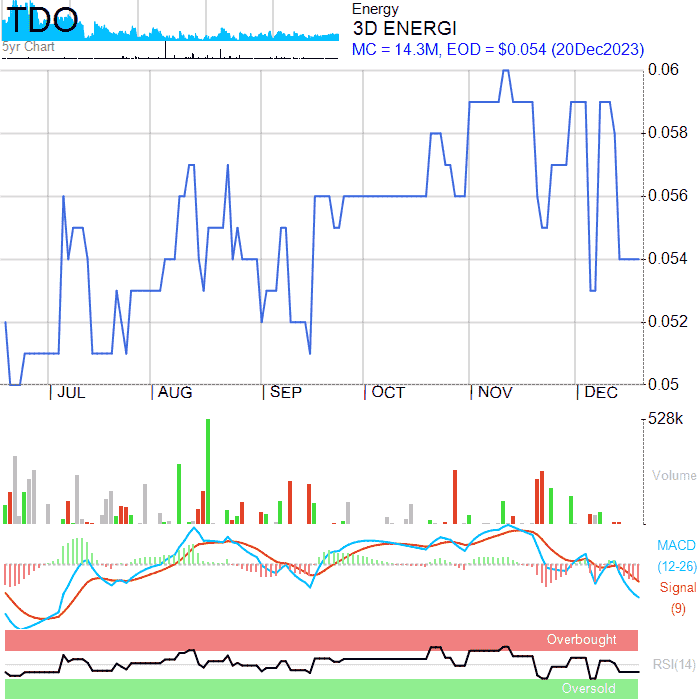 TDO
5yr Chart
Energy
3D ENERGI
MC = 14.3M, EOD = $0.054 (20Dec2023)
0.06
0.058
0.056
0.054
0.052
0.05
JUL AUG SEP OCT NOV DEC
528k
Volume
MACD
(12-26)
Signal
(9)
Overbought
RSI(14)
Oversold